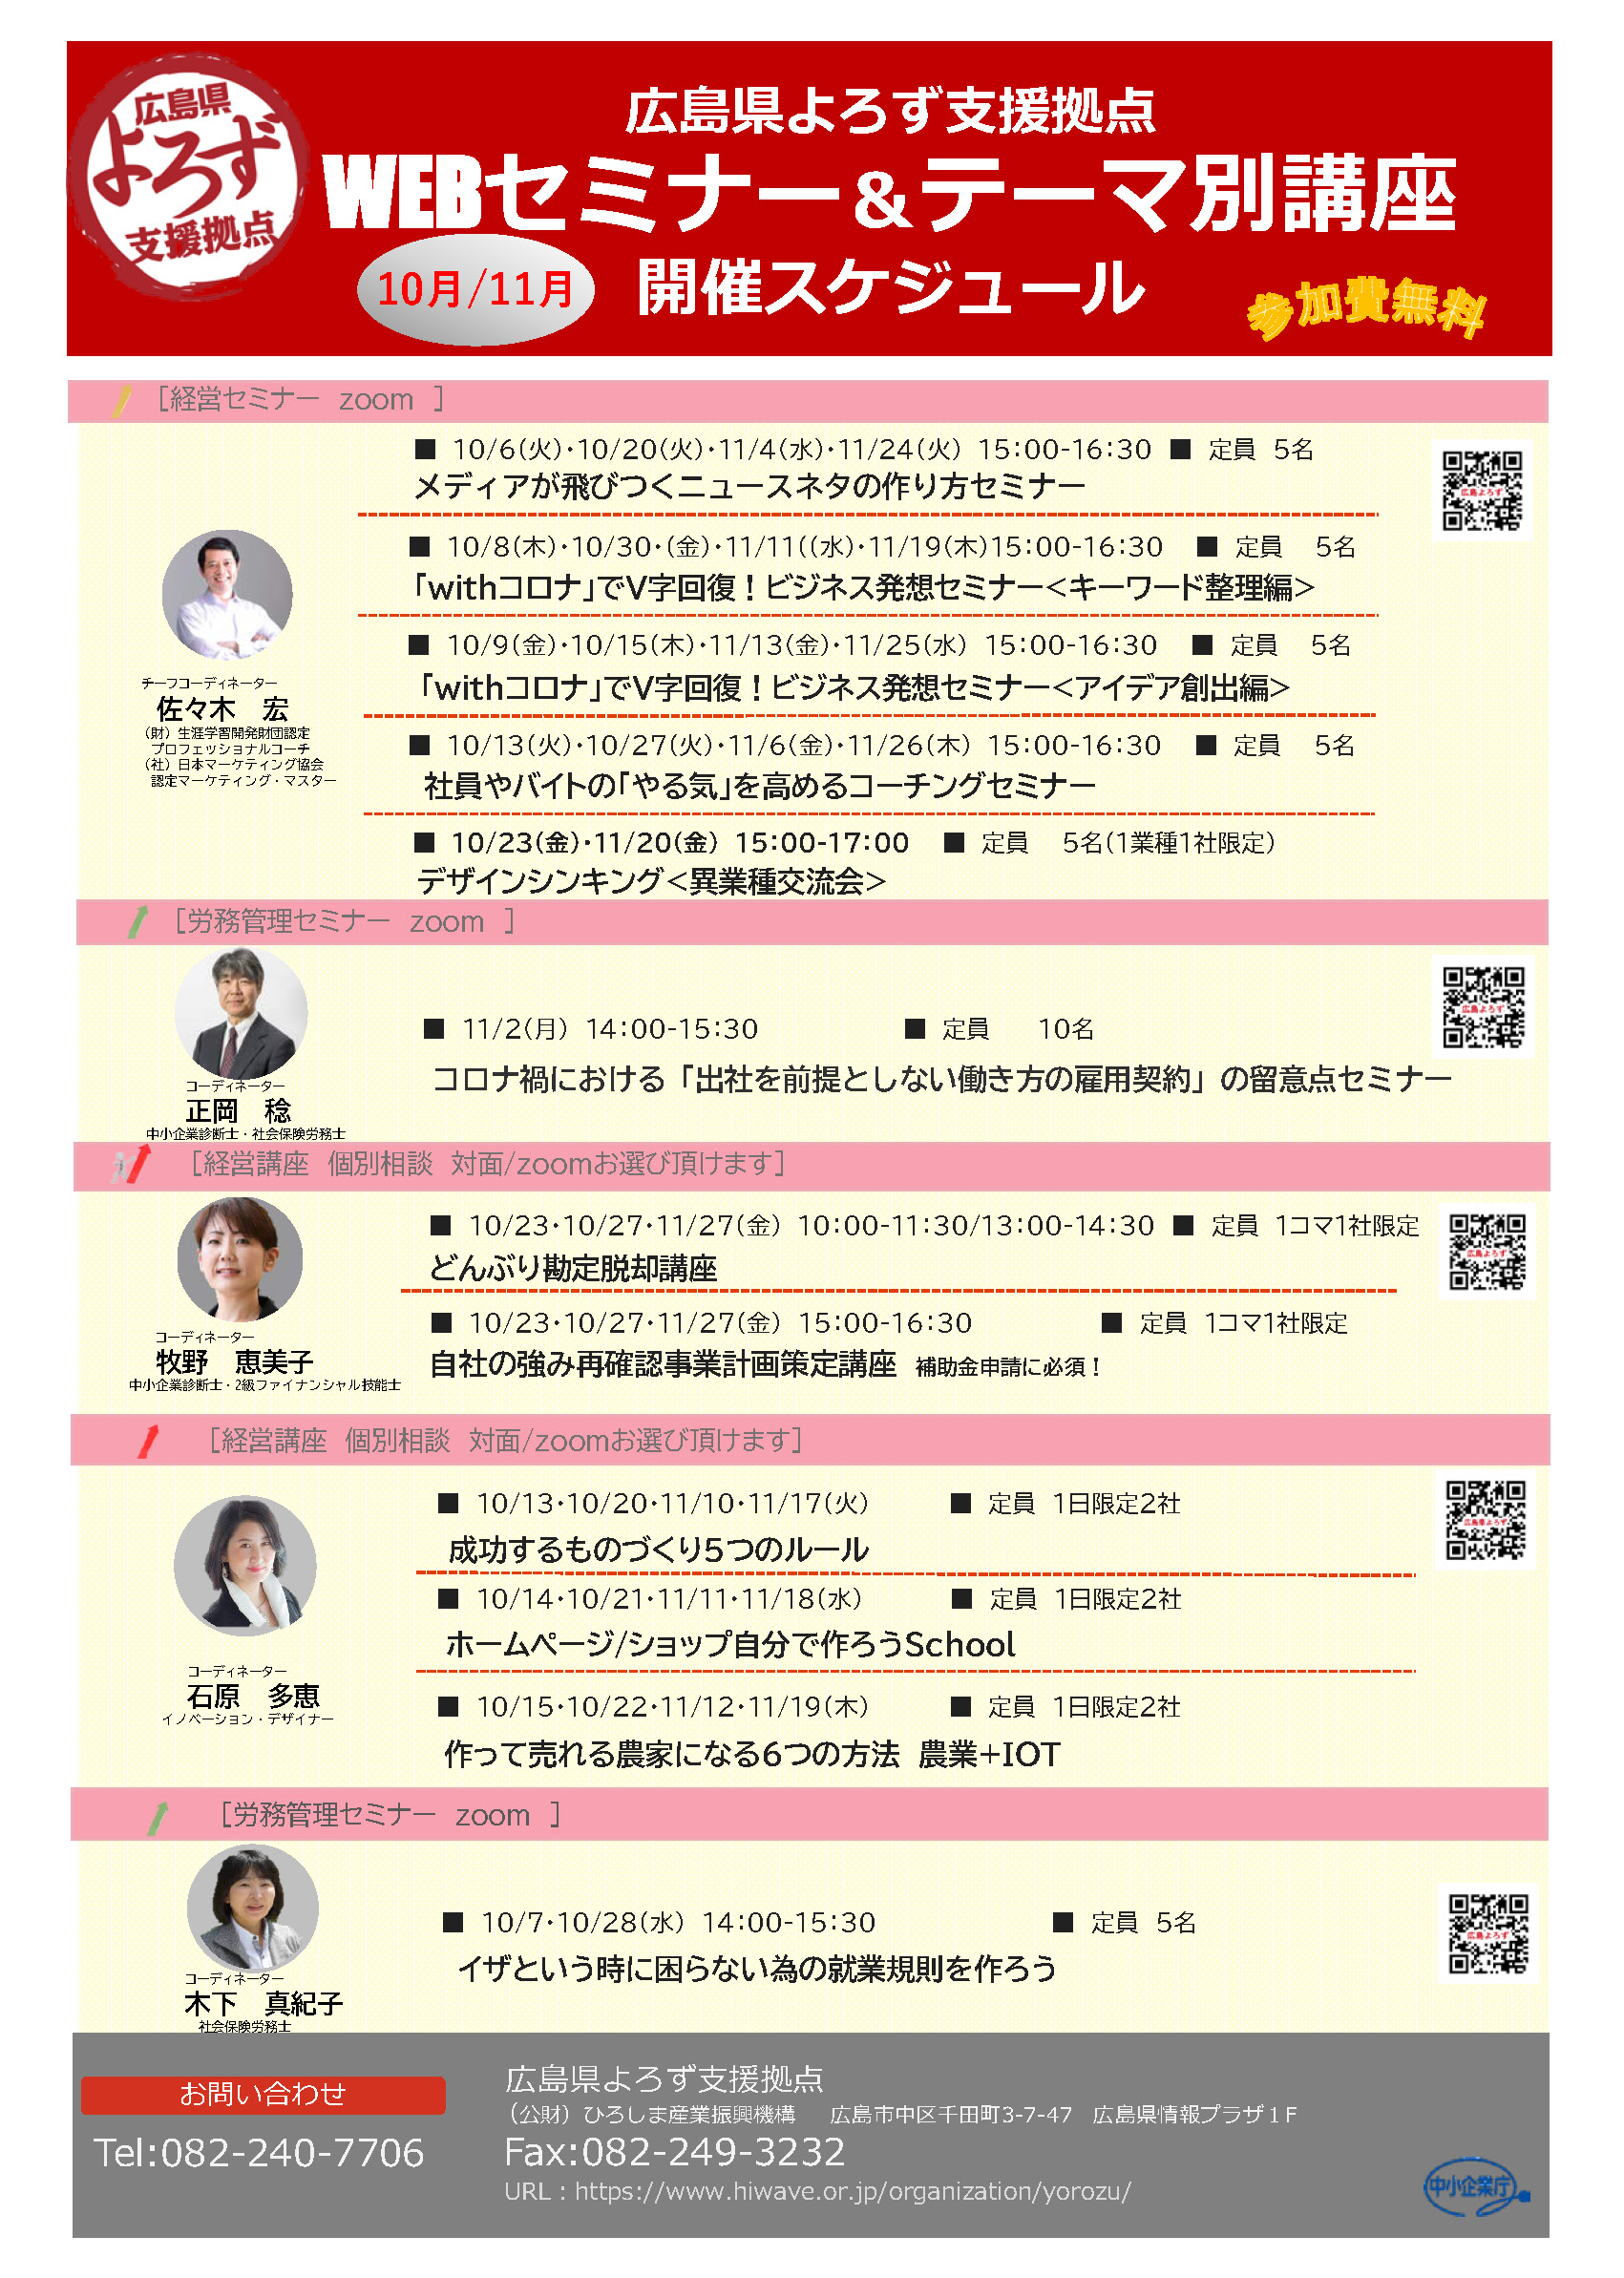 広島県
よろず
支援拠点
広島県よろず支援拠点
WEBセミナー&テーマ別講座
10月/11月 開催スケジュール
参加費無料
［経営セミナー zoom ］
■ 10/6(火)・10/20(火)・11/4(水)・11/24(火) 15:00-16:30 ■ 定員 5名
メディアが飛びつくニュースネタの作り方セミナー
広島よろず
■ 10/8(木)・10/30・(金)・11/11((水)・11/19(木)15:00-16:30 ■ 定員 5名
「withコロナ」でV字回復！ビジネス発想セミナー<キーワード整理編>
■ 10/9(金)・10/15(木)・11/13(金)・11/25(水) 15:00-16:30 ■ 定員 5名
「withコロナ」でV字回復！ビジネス発想セミナー<アイデア創出編>
■ 10/13(火)・10/27(火)・11/6(金)・11/26(木) 15:00-16:30 ■ 定員 5名
社員やバイトの「やる気」を高めるコーチングセミナー
■ 10/23(金)・11/20(金) 15:00-17:00 ■ 定員 5名(1業種1社限定)
デザインシンキング<異業種交流会>
チーフコーディネーター
佐々木 宏
（財）生涯学習開発財団認定
プロフェッショナルコーチ
（社）日本マーケティング協会
認定マーケティング・マスター
［労務管理セミナー zoom ］
■ 11/2(月) 14:00-15:30 ■ 定員 10名
コロナ禍における「出社を前提としない働き方の雇用契約」の留意点セミナー
広島よろず
コーディネーター
正岡 稔
中小企業診断士・社会保険労務士
［経営講座 個別相談 対面/zoomお選び頂けます］
■ 10/23・10/27・11/27(金) 10:00-11:30/13:00-14:30 ■ 定員 1コマ1社限定
どんぶり勘定脱却講座
広島よろず
■ 10/23・10/27・11/27(金) 15:00-16:30 ■ 定員 1コマ1社限定
自社の強み再確認事業計画策定講座 補助金申請に必須！
コーディネーター
牧野 恵美子
中小企業診断士・2級ファイナンシャル技能士
［経営講座 個別相談 対面/zoomお選び頂けます］
■ 10/13・10/20・11/10・11/17(火) ■ 定員 1日限定2社
成功するものづくり5つのルール
広島県よろず
■ 10/14・10/21・11/11・11/18(水) ■ 定員 1日限定2社
ホームページ/ショップ自分で作ろうSchool
■ 10/15・10/22・11/12・11/19(木) ■ 定員 1日限定2社
作って売れる農家になる6つの方法 農業+IOT
コーディネーター
石原 多恵
イノベーション・デザイナー
［労務管理セミナー zoom ］
■ 10/7・10/28(水) 14:00-15:30 ■ 定員 5名
イザという時に困らない為の就業規則を作ろう
広島よろず
コーディネーター
木下 真紀子
社会保険労務士
お問い合わせ
Tel:082-240-7706
広島県よろず支援拠点
（公財）ひろしま産業振興機構 広島市中区千田町3-7-47 広島県情報プラザ１F
Fax:082-249-3232
URL：https://www.hiwave.or.jp/organization/yorozu/
中小企業庁